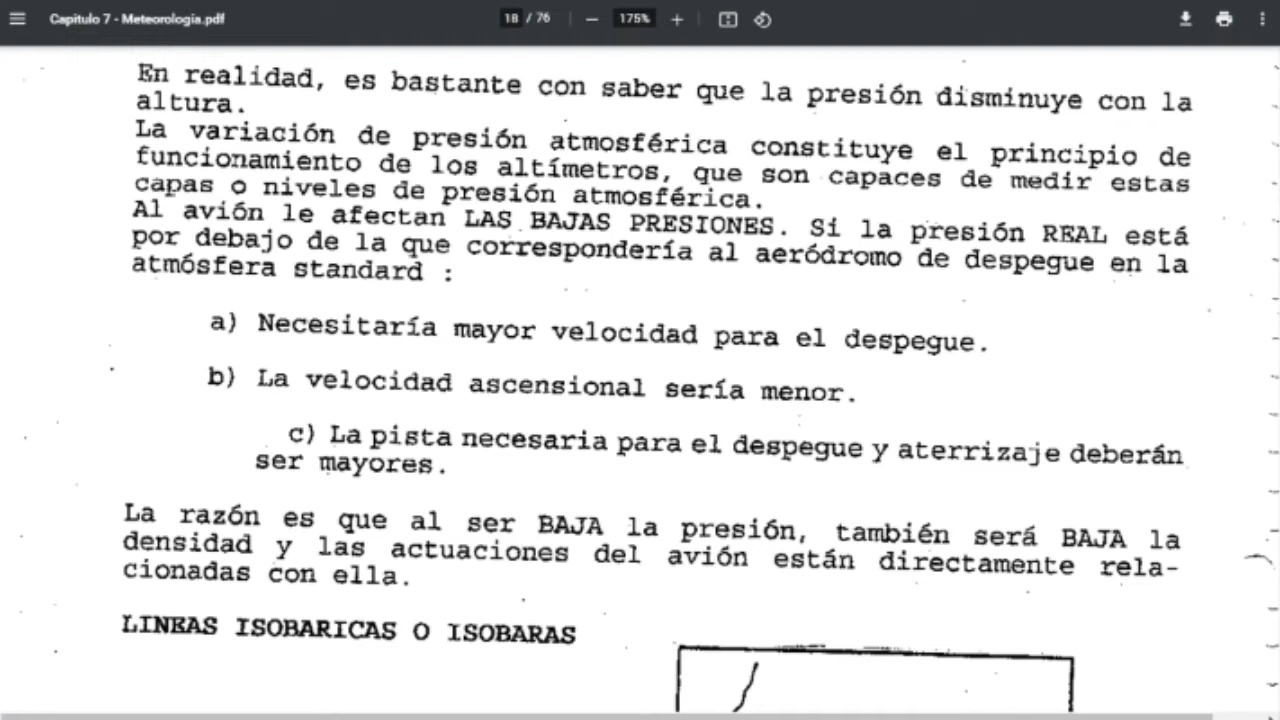 Capitulo 7 - Meteorologia.pdf
18 / 76
175%
En realidad, es bastante con saber que la presión disminuye con la
altura.
La variación de presión atmosférica constituye el principio de
funcionamiento de los altímetros, que son capaces de medir estas
capas o niveles de presión atmosférica.
Al avión le afectan LAS BAJAS PRESIONES. Si la presión REAL está
por debajo de la que correspondería al aeródromo de despegue en la
atmósfera standard :
a) Necesitaría mayor velocidad para el despegue.
b) La velocidad ascensional sería menor.
c) La pista necesaria para el despegue y aterrizaje deberán
ser mayores.
La razón es que al ser BAJA la presión, también será BAJA la
densidad y las actuaciones del avión están directamente rela-
cionadas con ella.
LINEAS ISOBARICAS O ISOBARAS